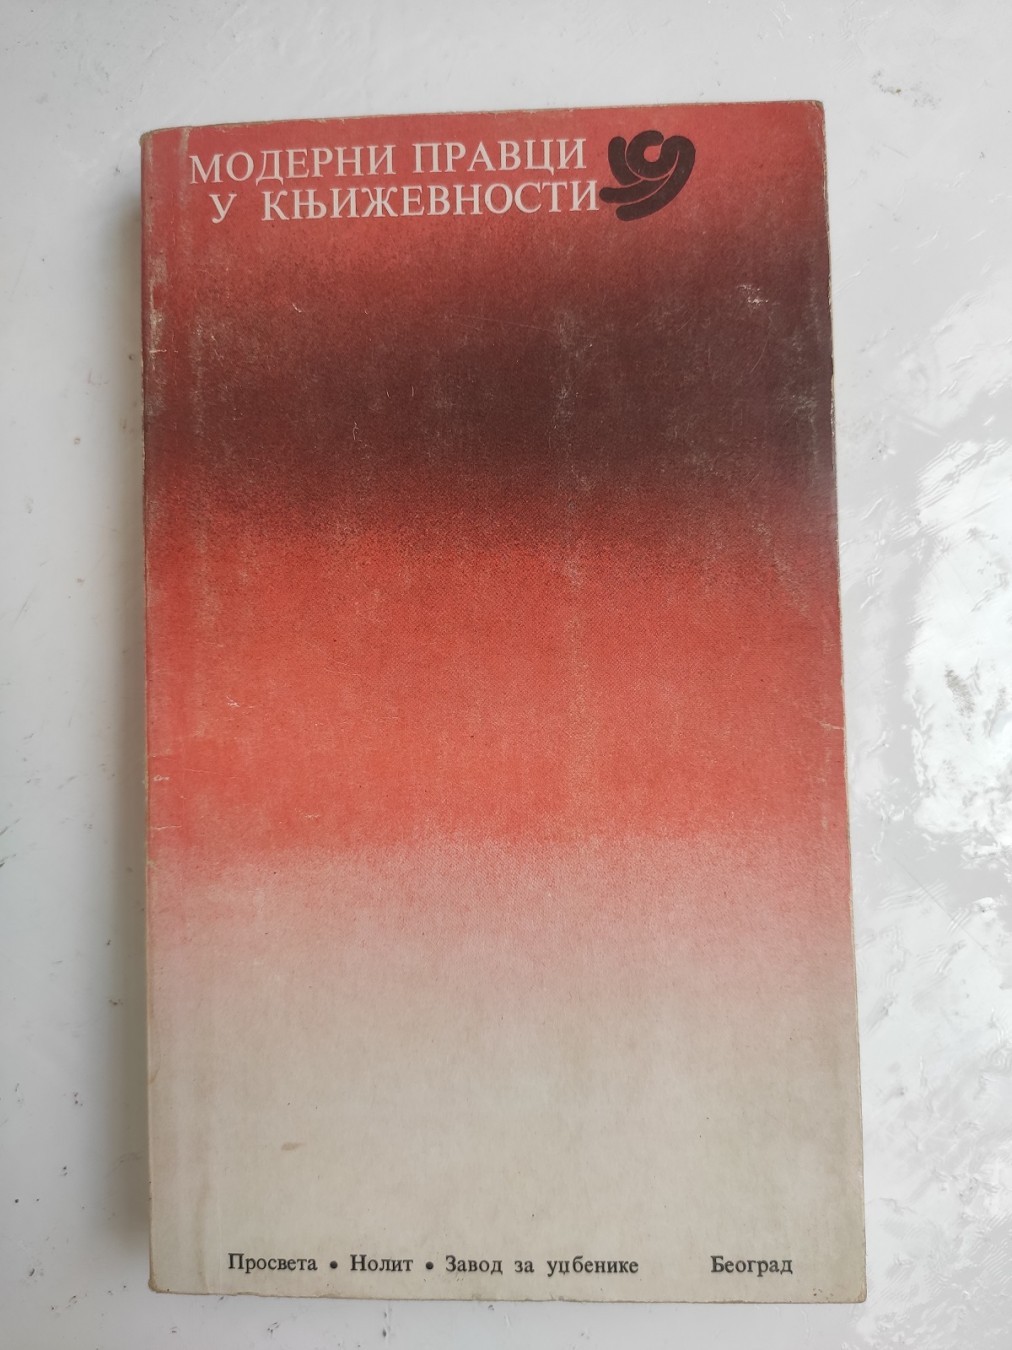 МОДЕРНИ ПРАВЦИ
У КЊИЖЕВНОСТИ
Просвета • Нолит • Завод за уџбенике Београд